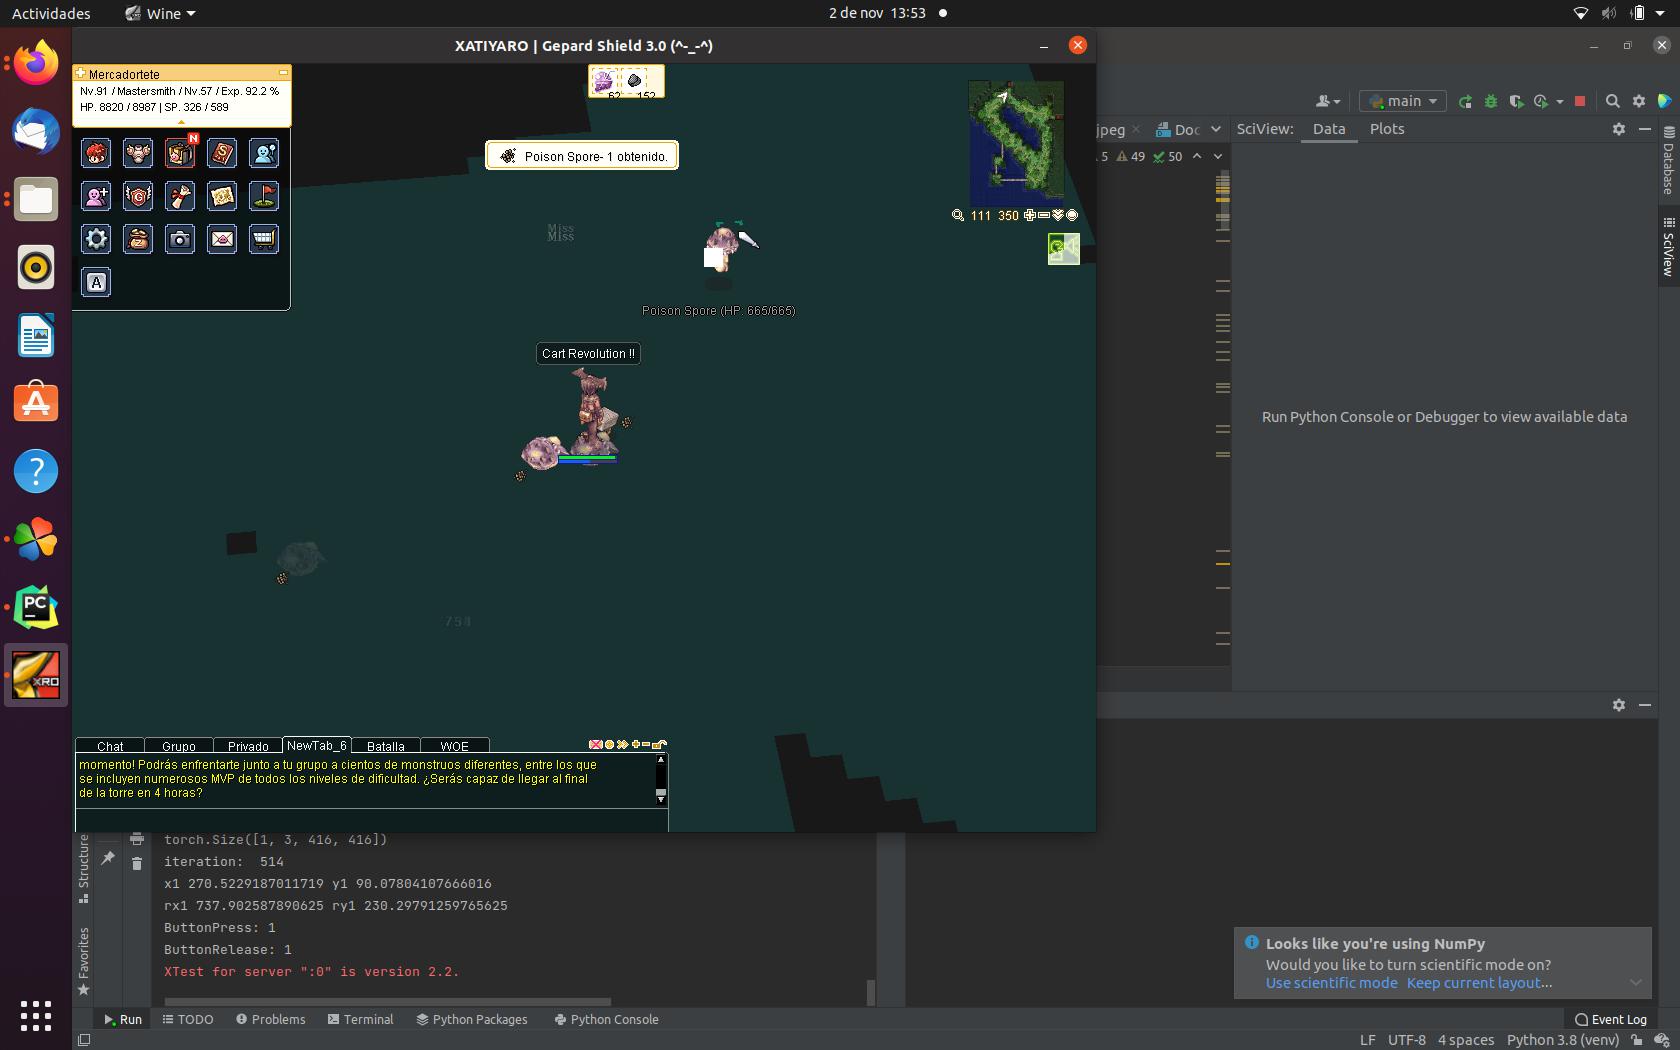 Actividades
Wine
2 de nov 13:53
XATIYARO | Gepard Shield 3.0 (^-_-^)
Mercadortete
Nv.91 / Mastersmith / Nv.57 / Exp. 92.2 %
HP. 8820 / 8987 | SP. 326 / 589
N
A
62 152
Poison Spore- 1 obtenido.
111 350
Miss
Miss
Poison Spore (HP: 665/665)
Cart Revolution !!
Chat Grupo Privado NewTab_6 Batalla WOE
momento! Podrás enfrentarte junto a tu grupo a cientos de monstruos diferentes, entre los que
se incluyen numerosos MVP de todos los niveles de dificultad. ¿Serás capaz de llegar al final
de la torre en 4 horas?
main
jpeg
Doc
SciView: Data Plots
5 49 50
Database
SciView
Run Python Console or Debugger to view available data
PC
XRO
Structure
Favorites
torch.Size([1, 3, 416, 416])
iteration:  514
x1 270.5229187011719 y1 90.07804107666016
rx1 737.902587890625 ry1 230.29791259765625
ButtonPress: 1
ButtonRelease: 1
XTest for server ":0" is version 2.2.
Looks like you're using NumPy
Would you like to turn scientific mode on?
Use scientific mode Keep current layout...
Run TODO Problems Terminal Python Packages Python Console
Event Log
LF UTF-8 4 spaces Python 3.8 (venv)